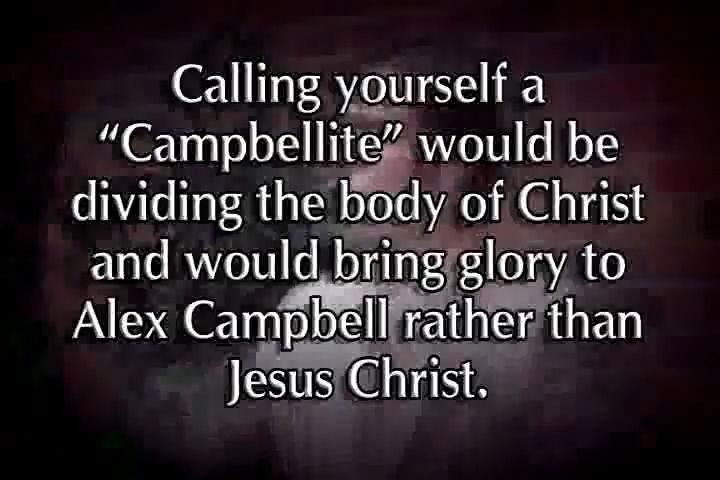 Calling yourself a
“Campbellite” would be
dividing the body of Christ
and would bring glory to
Alex Campbell rather than
Jesus Christ.